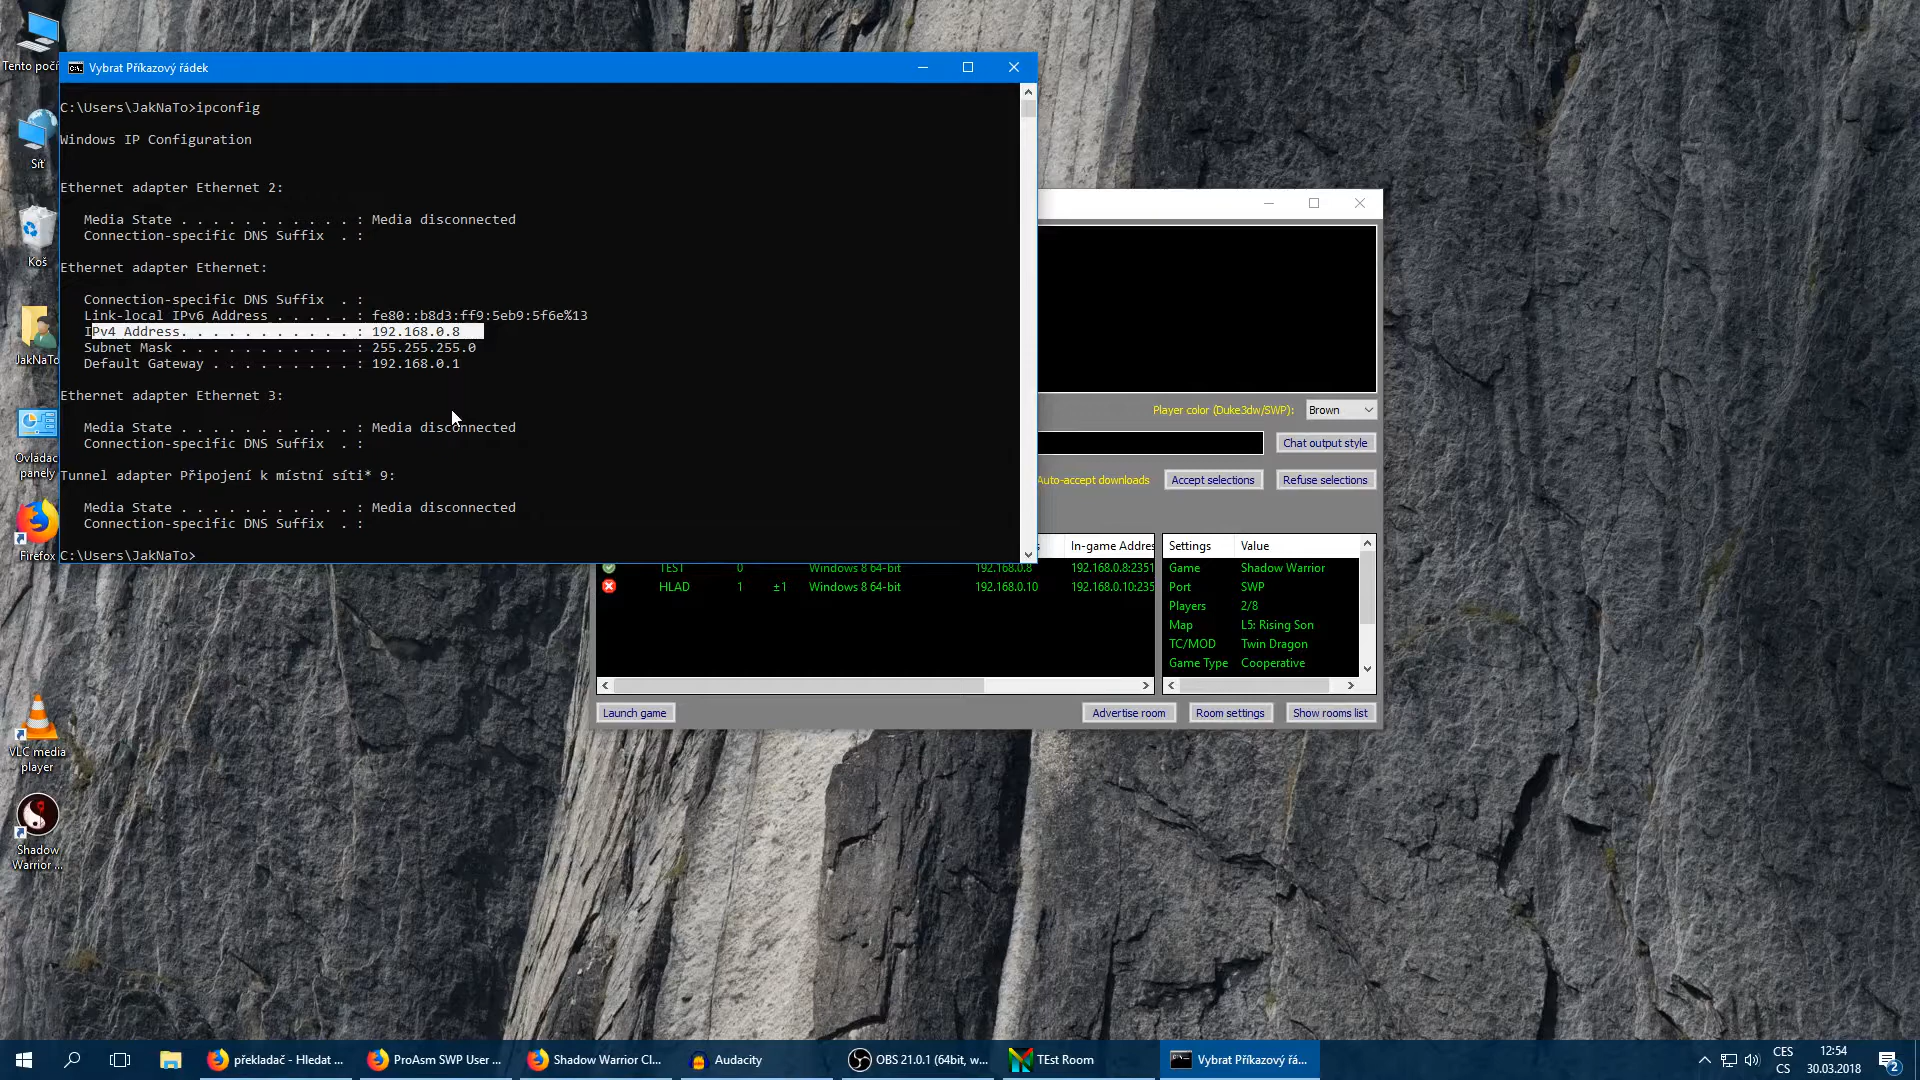 Tento počí
Síť
Koš
JakNaTo
Ovládac
panely
Firefox
VLC media
player
Shadow
Warrior ...
Vybrat Příkazový řádek
C:\Users\JakNaTo>ipconfig
Windows IP Configuration
Ethernet adapter Ethernet 2:
Media State . . . . . . . . . . . : Media disconnected
Connection-specific DNS Suffix  . :
Ethernet adapter Ethernet:
Connection-specific DNS Suffix  . :
Link-local IPv6 Address . . . . . : fe80::b8d3:ff9:5eb9:5f6e%13
IPv4 Address. . . . . . . . . . . : 192.168.0.8
Subnet Mask . . . . . . . . . . . : 255.255.255.0
Default Gateway . . . . . . . . . : 192.168.0.1
Ethernet adapter Ethernet 3:
Media State . . . . . . . . . . . : Media disconnected
Connection-specific DNS Suffix  . :
Tunnel adapter Připojení k místní síti* 9:
Media State . . . . . . . . . . . : Media disconnected
Connection-specific DNS Suffix  . :
C:\Users\JakNaTo>
Player color (Duke3dw/SWP): Brown
Chat output style
Auto-accept downloads Accept selections Refuse selections
s In-game Addres
TEST 0 Windows 8 64-bit 192.168.0.8 192.168.0.8:2351
HLAD 1 ±1 Windows 8 64-bit 192.168.0.10 192.168.0.10:235
Settings Value
Game Shadow Warrior
Port SWP
Players 2/8
Map L5: Rising Son
TC/MOD Twin Dragon
Game Type Cooperative
Launch game Advertise room Room settings Show rooms list
překladač - Hledat ... ProAsm SWP User ... Shadow Warrior Cl... Audacity OBS 21.0.1 (64bit, w... TEst Room Vybrat Příkazový řá...
CES
CS
12:54
30.03.2018
2